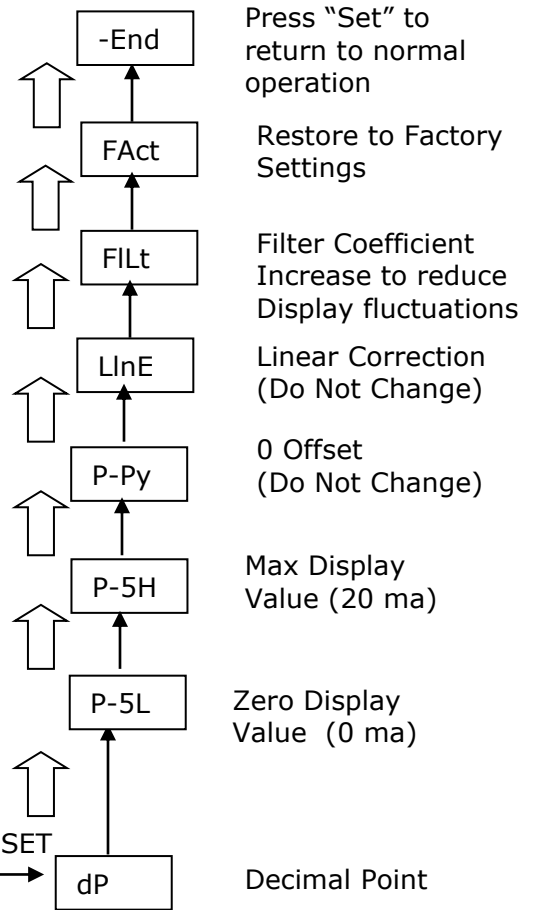 -End
Press “Set” to
return to normal
operation
FAct
Restore to Factory
Settings
FlLt
Filter Coefficient
Increase to reduce
Display fluctuations
LlnE
Linear Correction
(Do Not Change)
P-Py
0 Offset
(Do Not Change)
P-5H
Max Display
Value (20 ma)
P-5L
Zero Display
Value (0 ma)
SET
dP
Decimal Point